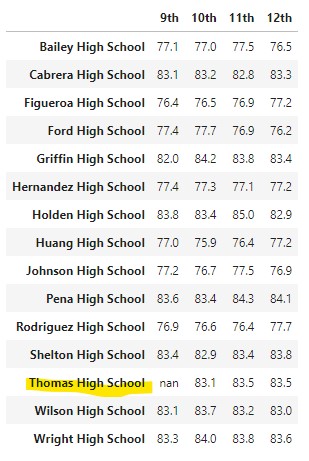 9th 10th 11th 12th
Bailey High School 77.1 77.0 77.5 76.5
Cabrera High School 83.1 83.2 82.8 83.3
Figueroa High School 76.4 76.5 76.9 77.2
Ford High School 77.4 77.7 76.9 76.2
Griffin High School 82.0 84.2 83.8 83.4
Hernandez High School 77.4 77.3 77.1 77.2
Holden High School 83.8 83.4 85.0 82.9
Huang High School 77.0 75.9 76.4 77.2
Johnson High School 77.2 76.7 77.5 76.9
Pena High School 83.6 83.4 84.3 84.1
Rodriguez High School 76.9 76.6 76.4 77.7
Shelton High School 83.4 82.9 83.4 83.8
Thomas High School nan 83.1 83.5 83.5
Wilson High School 83.1 83.7 83.2 83.0
Wright High School 83.3 84.0 83.8 83.6